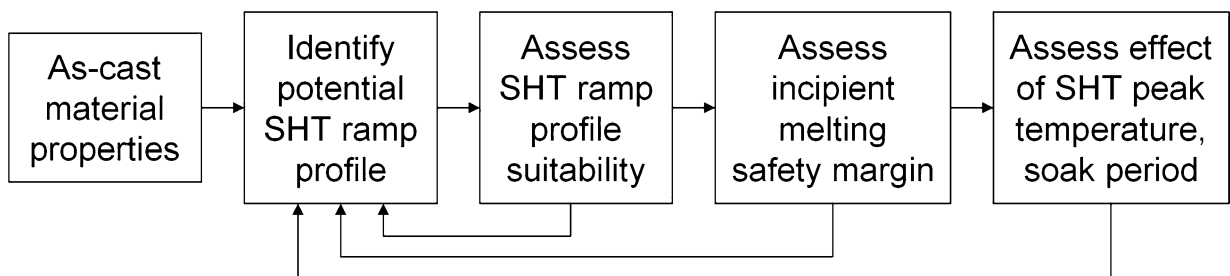 As-cast
material
properties
Identify
potential
SHT ramp
profile
Assess
SHT ramp
profile
suitability
Assess
incipient
melting
safety margin
Assess effect
of SHT peak
temperature,
soak period